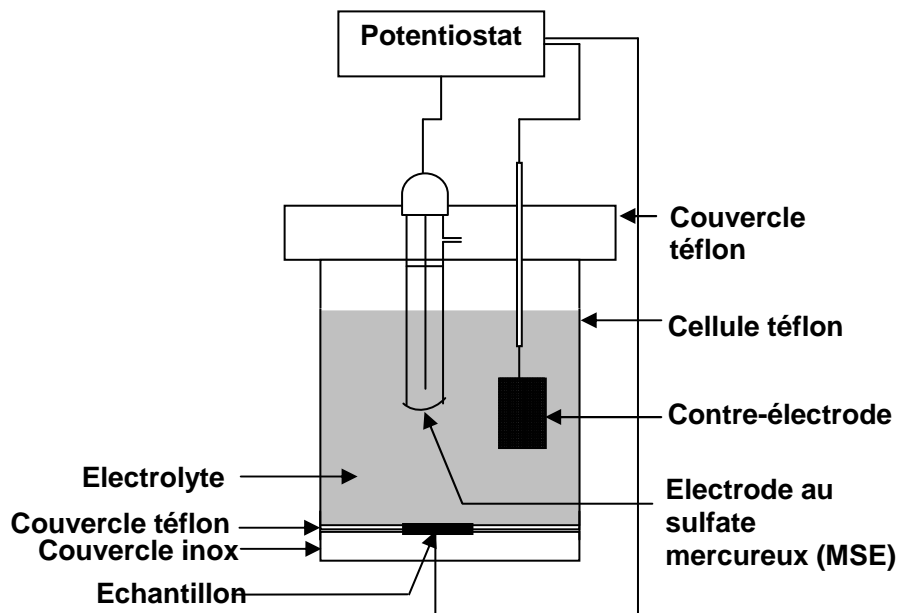 Potentiostat
Couvercle
téflon
Cellule téflon
Contre-électrode
Electrolyte
Electrode au
sulfate
mercureux (MSE)
Couvercle téflon
Couvercle inox
Echantillon